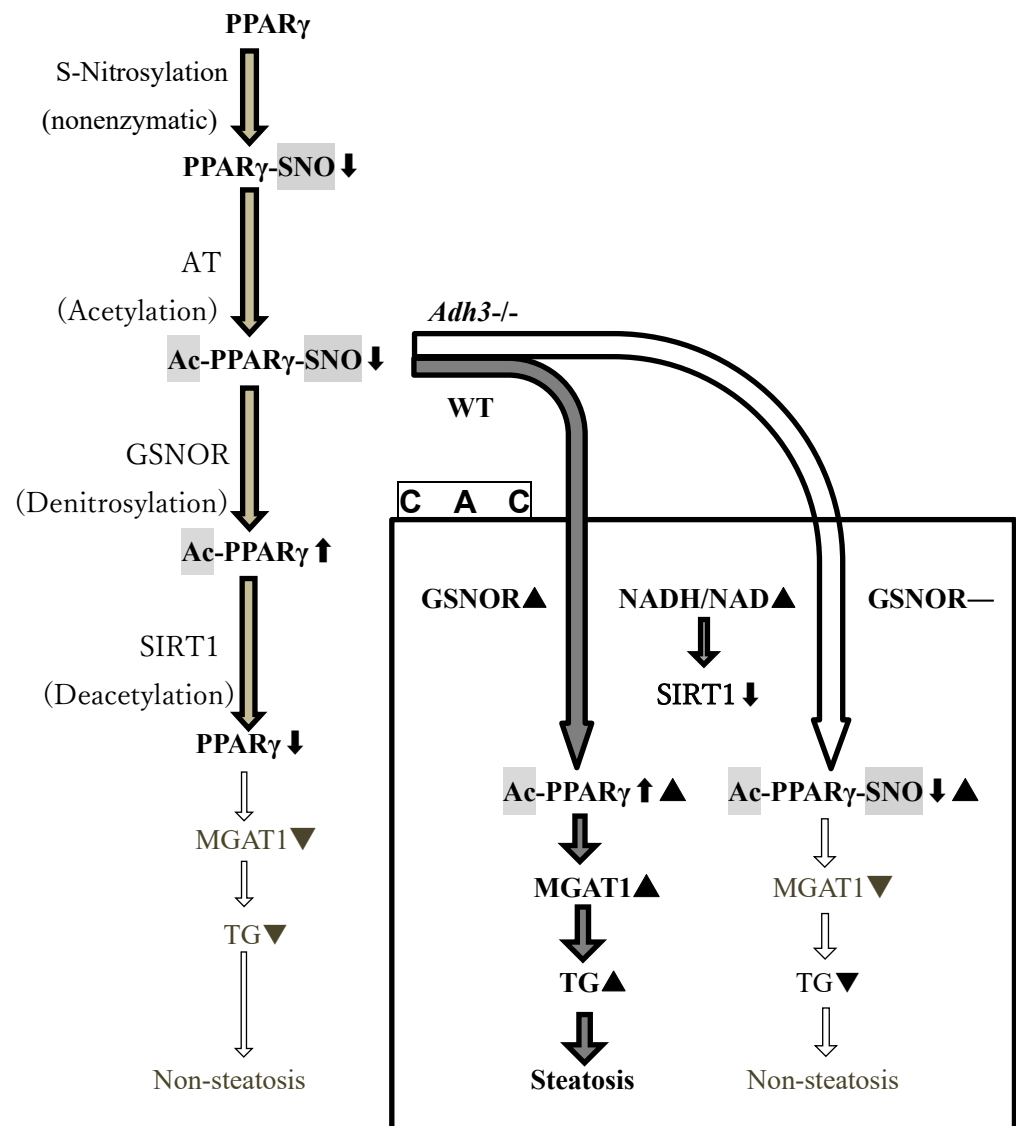 PPARγ
S-Nitrosylation
(nonenzymatic)
PPARγ-SNO⬇
AT
(Acetylation)
Adh3-/-
Ac-PPARγ-SNO⬇
WT
GSNOR
(Denitrosylation)
C A C
Ac-PPARγ⬆
GSNOR▲
NADH/NAD▲
GSNOR—
SIRT1
(Deacetylation)
SIRT1⬇
PPARγ⬇
Ac-PPARγ⬆▲
Ac-PPARγ-SNO⬇▲
MGAT1▼
MGAT1▲
MGAT1▼
TG▼
TG▲
TG▼
Non-steatosis
Steatosis
Non-steatosis